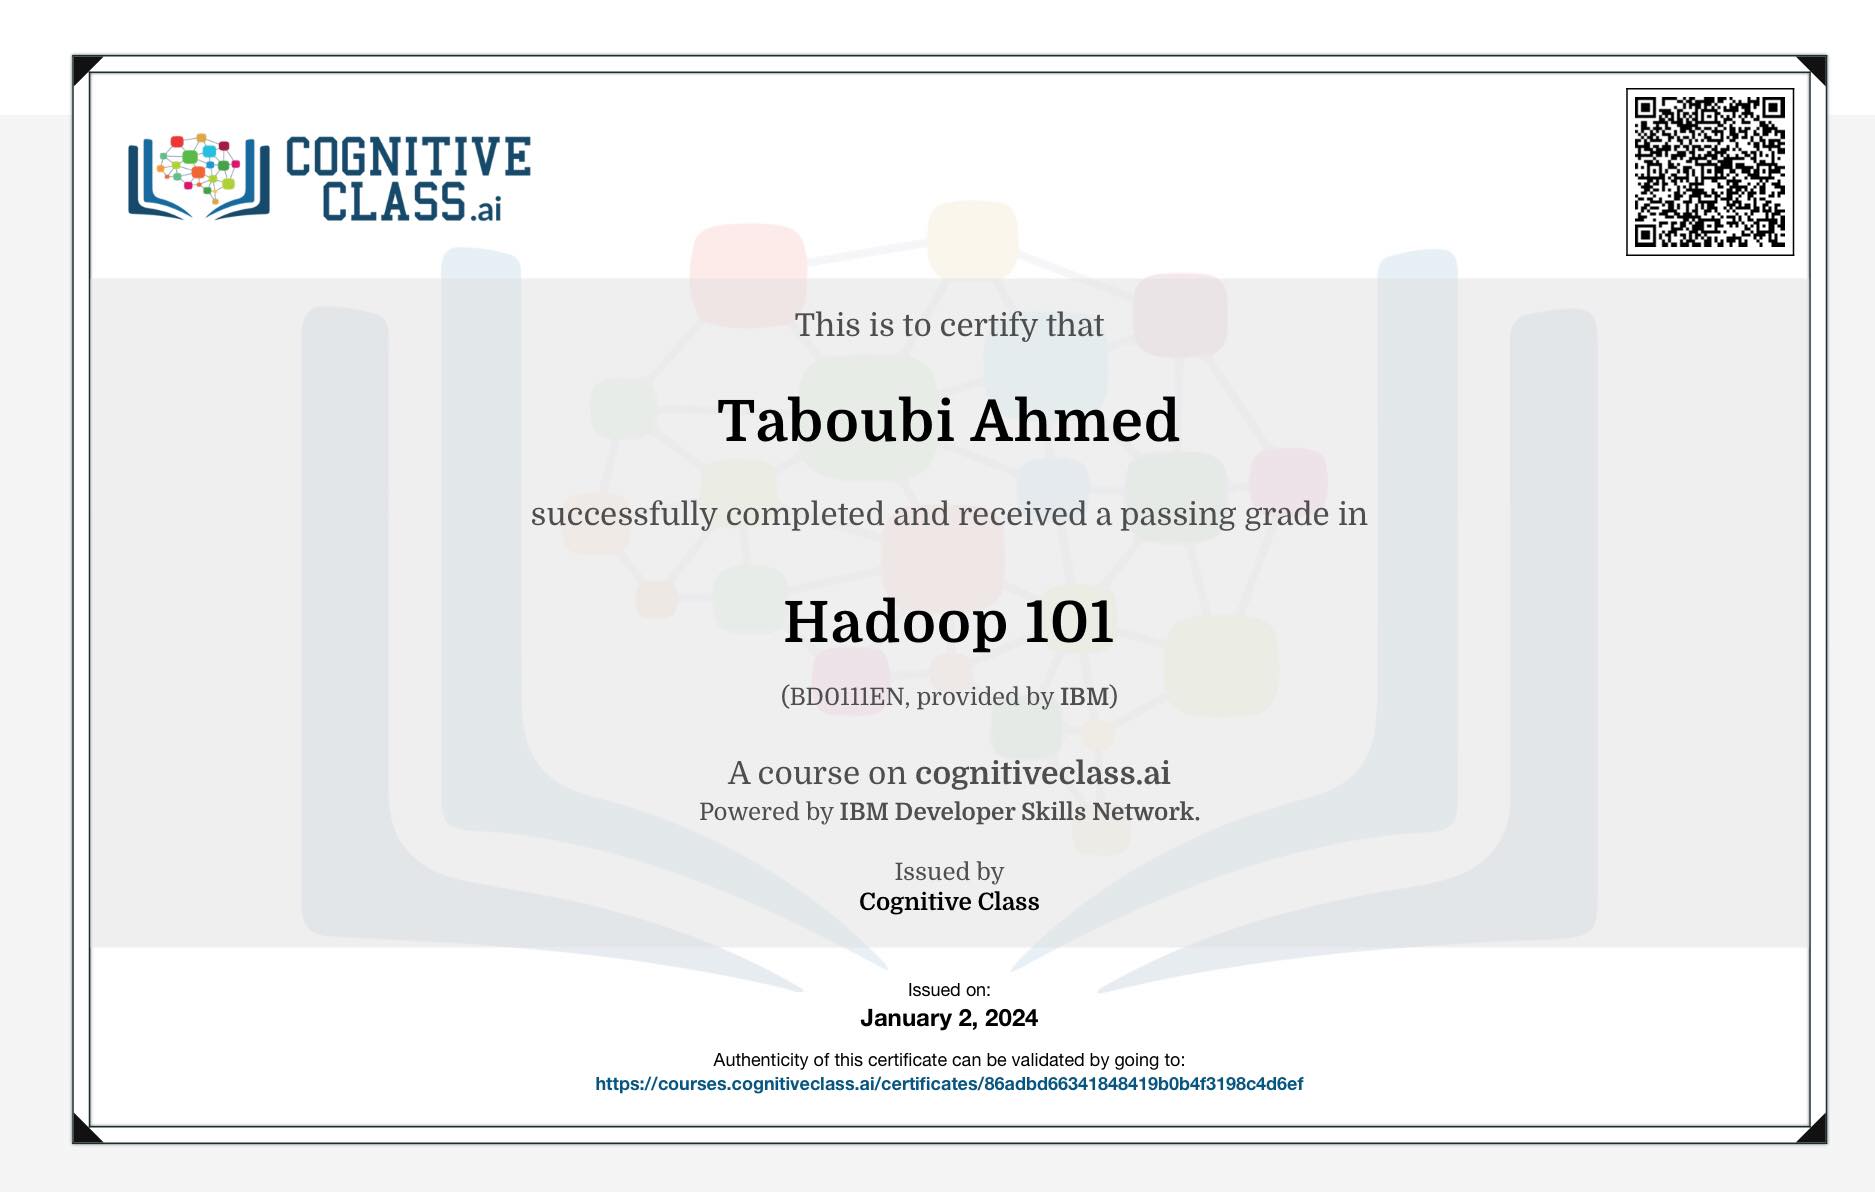 COGNITIVE
CLASS.ai
This is to certify that
Taboubi Ahmed
successfully completed and received a passing grade in
Hadoop 101
(BD0111EN, provided by IBM)
A course on cognitiveclass.ai
Powered by IBM Developer Skills Network.
Issued by
Cognitive Class
Issued on:
January 2, 2024
Authenticity of this certificate can be validated by going to:
https://courses.cognitiveclass.ai/certificates/86adbd66341848419b0b4f3198c4d6ef